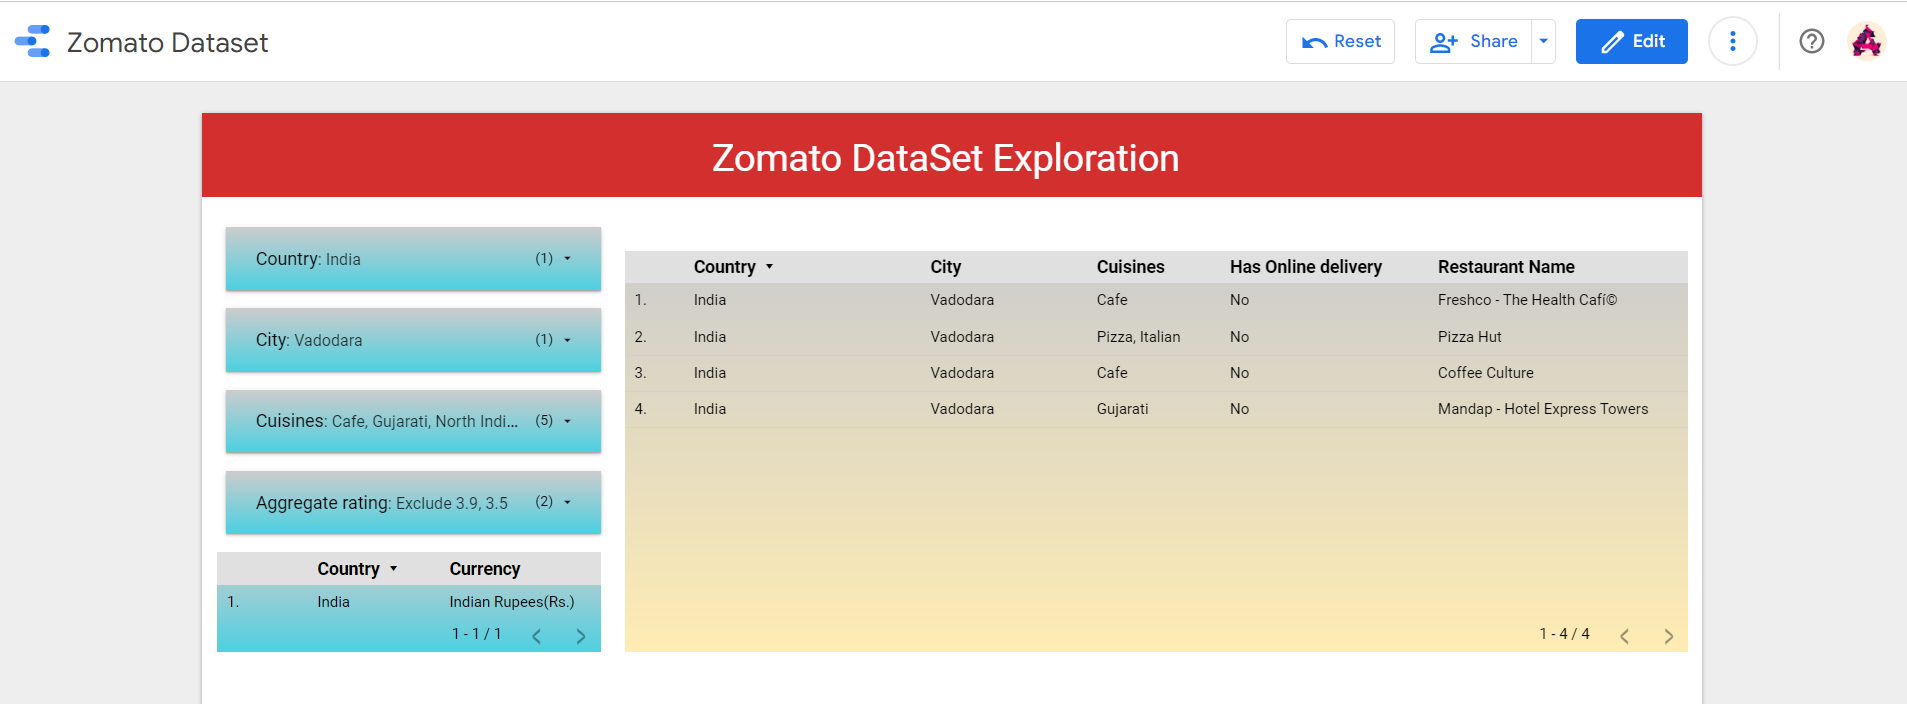 Zomato Dataset
Reset
Share
Edit
Zomato DataSet Exploration
Country: India (1)
City: Vadodara (1)
Cuisines: Cafe, Gujarati, North Indi... (5)
Aggregate rating: Exclude 3.9, 3.5 (2)
Country Currency
1. India Indian Rupees(Rs.)
1 - 1 / 1
Country City Cuisines Has Online delivery Restaurant Name
1. India Vadodara Cafe No Freshco - The Health Cafí©
2. India Vadodara Pizza, Italian No Pizza Hut
3. India Vadodara Cafe No Coffee Culture
4. India Vadodara Gujarati No Mandap - Hotel Express Towers
1 - 4 / 4